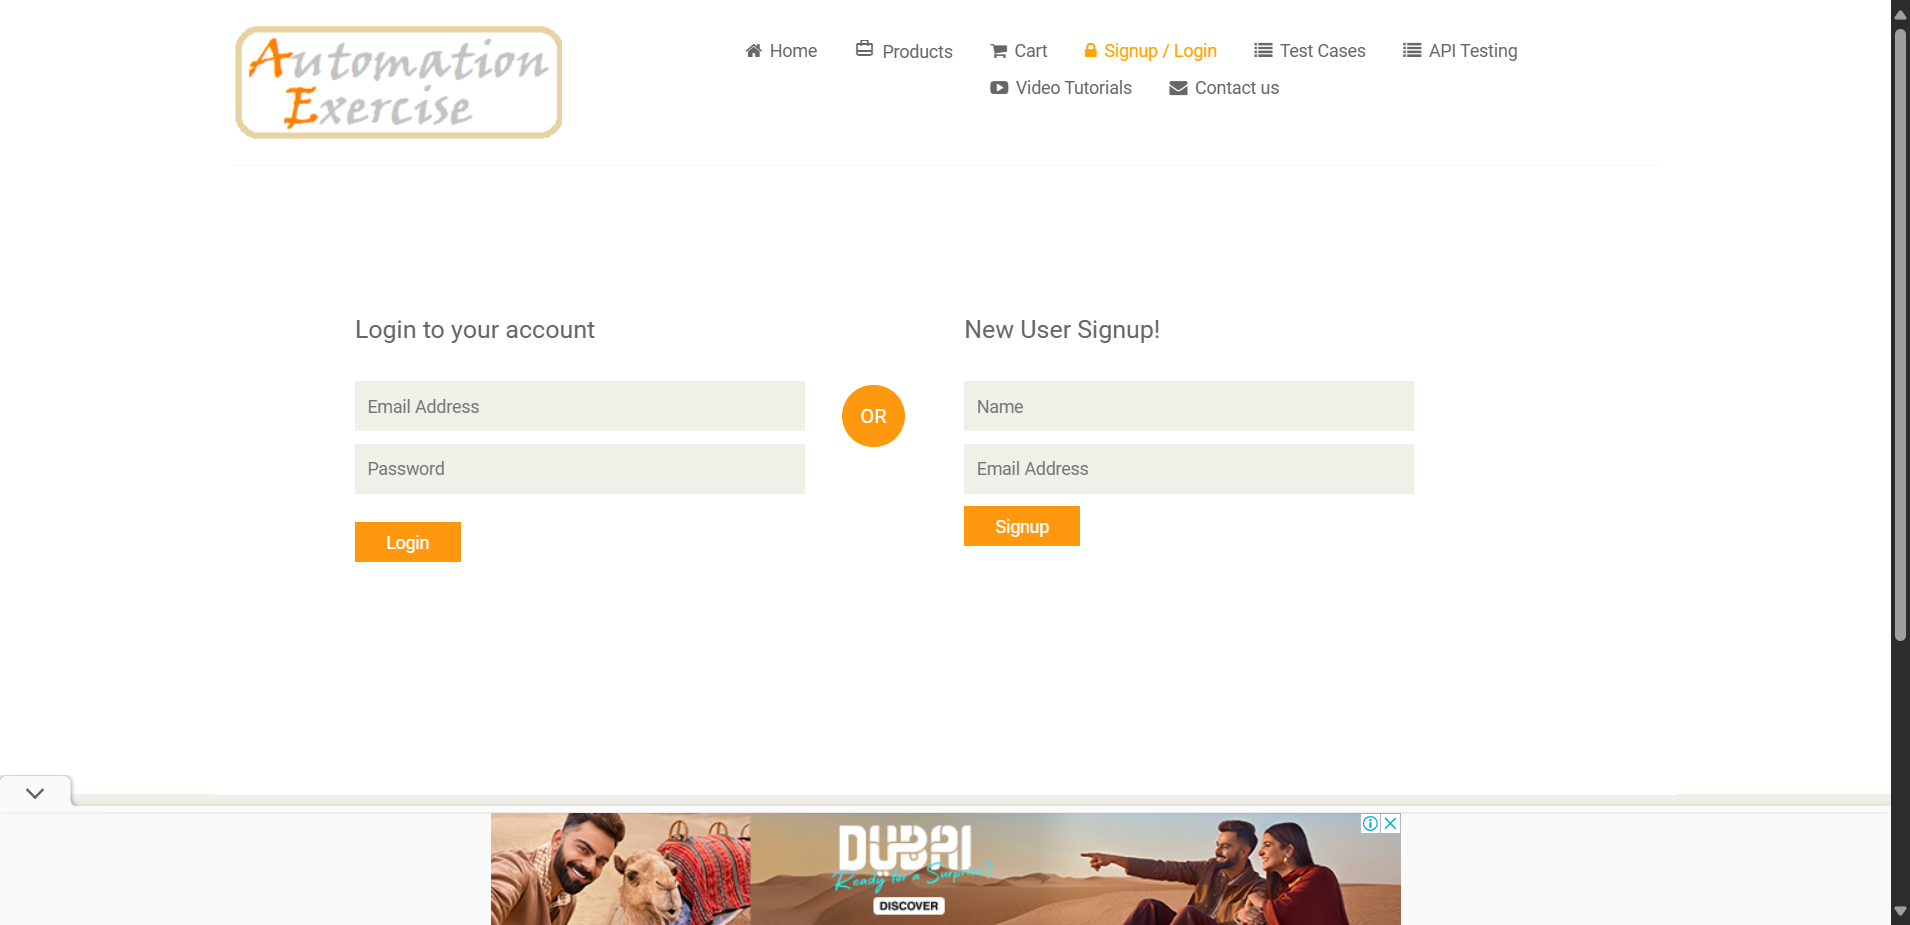 Automation
Exercise
Home
Products
Cart
Signup / Login
Test Cases
API Testing
Video Tutorials
Contact us
Login to your account
Email Address
Password
Login
OR
New User Signup!
Name
Email Address
Signup
DUBAI
Ready for a Surprise?
DISCOVER